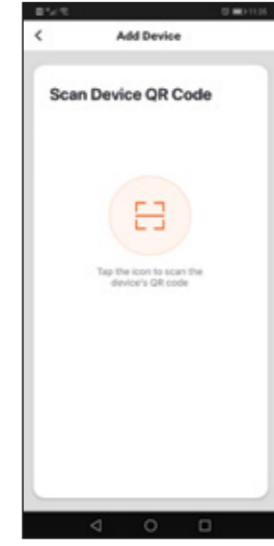 Add Device
Scan Device QR Code
Tap the icon to scan the
device's QR code